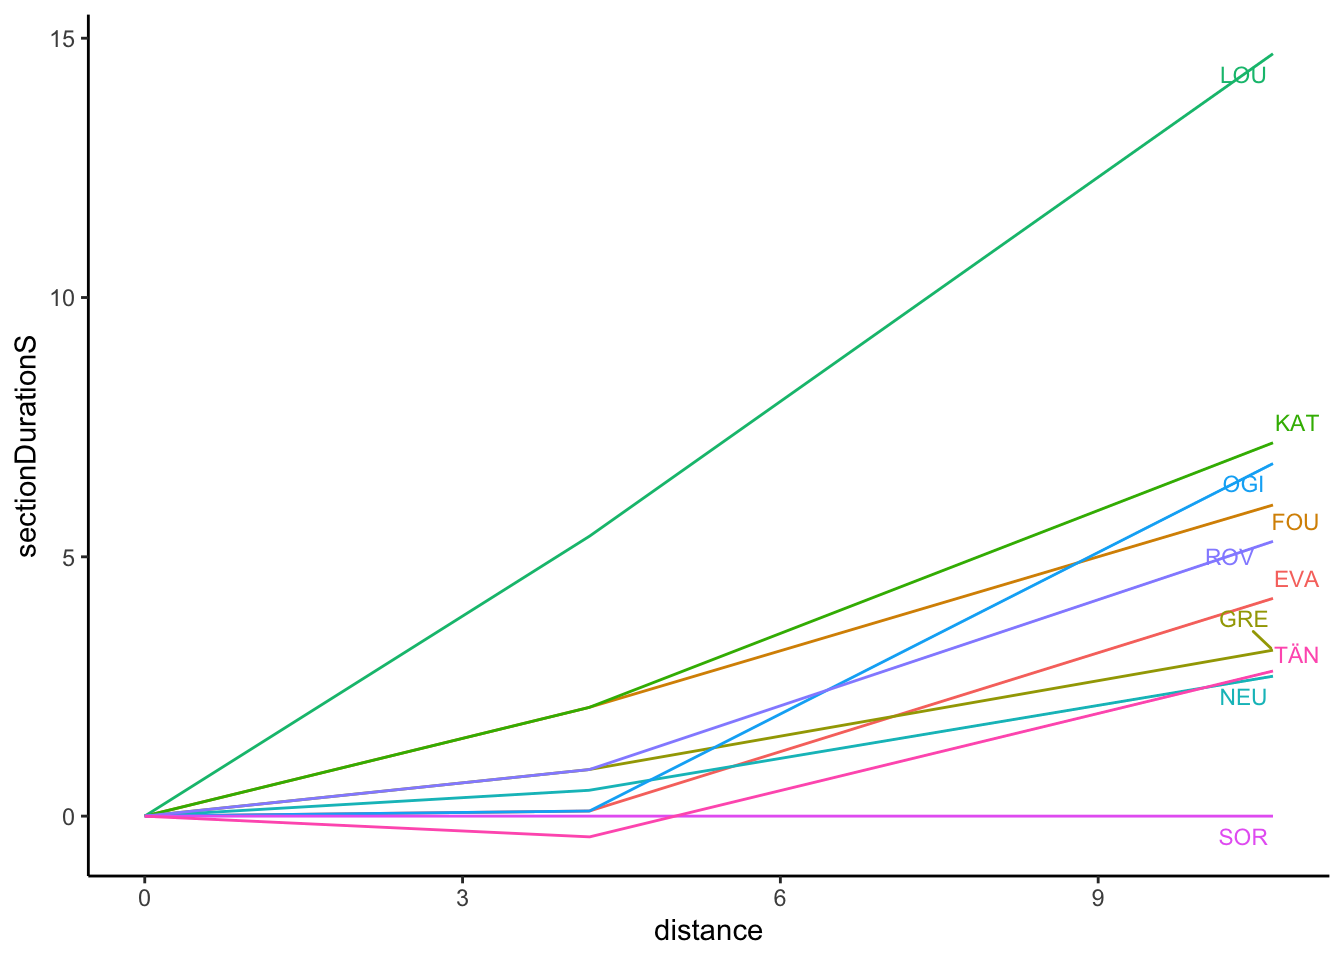 15
LOU
10
sectionDurationS
KAT
OGI
FOU
5
ROV
EVA
GRE
TÄN
NEU
0
SOR
0 3 6 9
distance